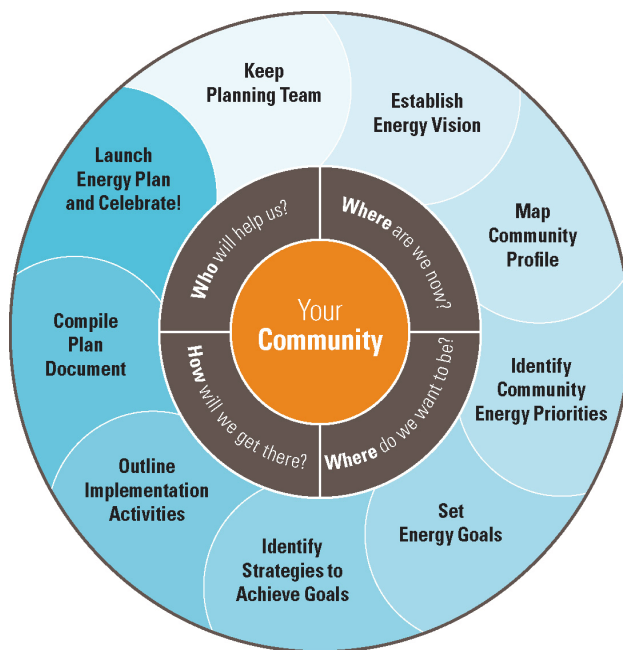 Keep
Planning Team
Establish
Energy Vision
Map
Community
Profile
Identify
Community
Energy Priorities
Set
Energy Goals
Identify
Strategies to
Achieve Goals
Outline
Implementation
Activities
Compile
Plan
Document
Launch
Energy Plan
and Celebrate!
Who will help us?
Where are we now?
Where do we want to be?
How will we get there?
Your
Community